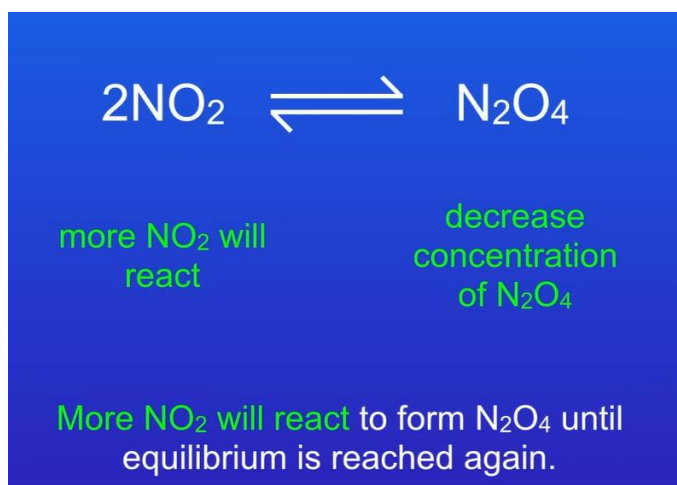 2NO₂ ⇌ N₂O₄
more NO₂ will
react
decrease
concentration
of N₂O₄
More NO₂ will react to form N₂O₄ until
equilibrium is reached again.